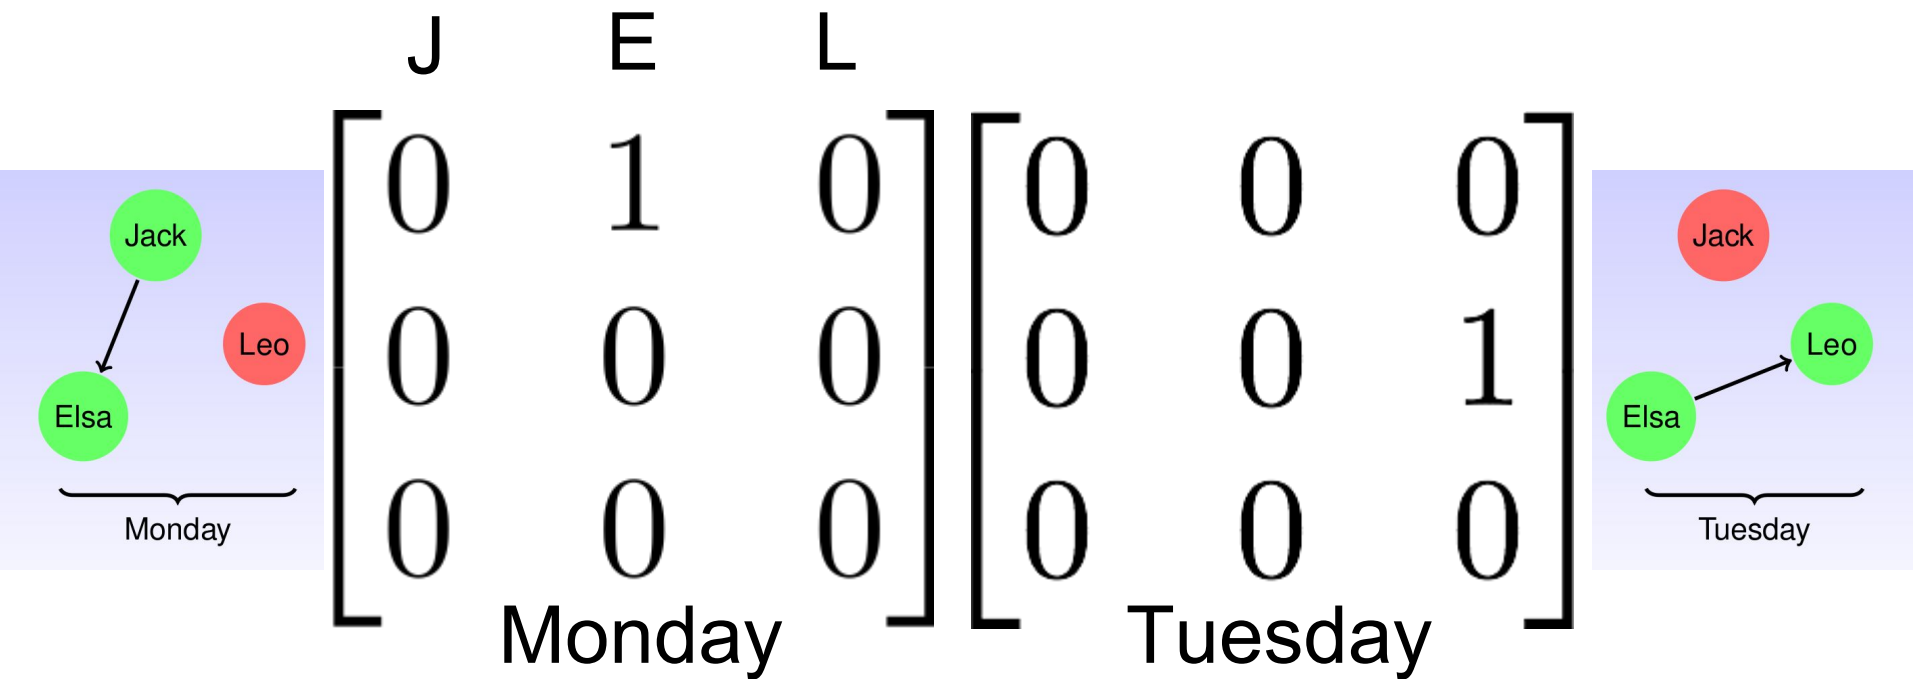 J E L
0 1 0
0 0 0
0 0 0
Monday
0 0 0
0 0 1
0 0 0
Tuesday
Jack
Leo
Elsa
Monday
Jack
Leo
Elsa
Tuesday